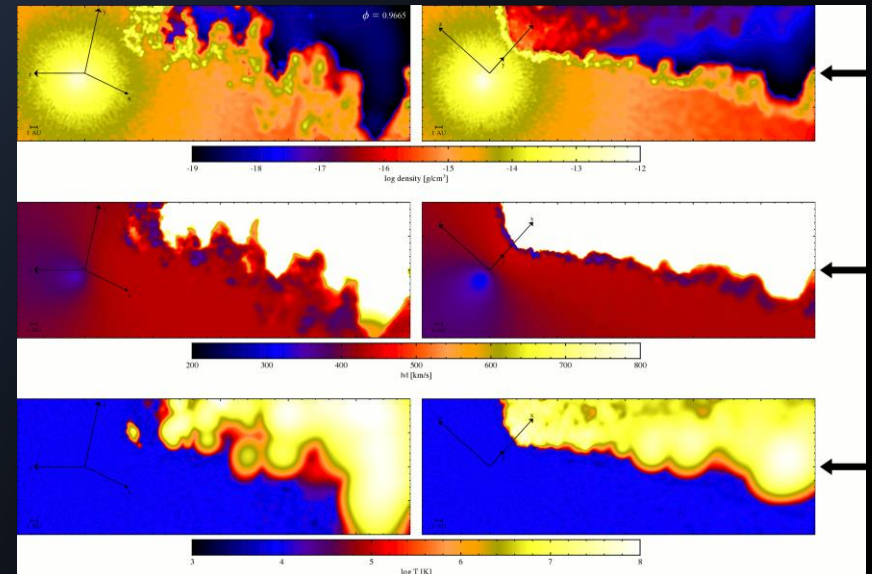 ϕ = 0.9665
1 AU
1 AU
-19 -18 -17 -16 -15 -14 -13 -12
log density [g/cm³]
200 300 400 500 600 700 800
|v| [km/s]
3 4 5 6 7 8
log T [K]